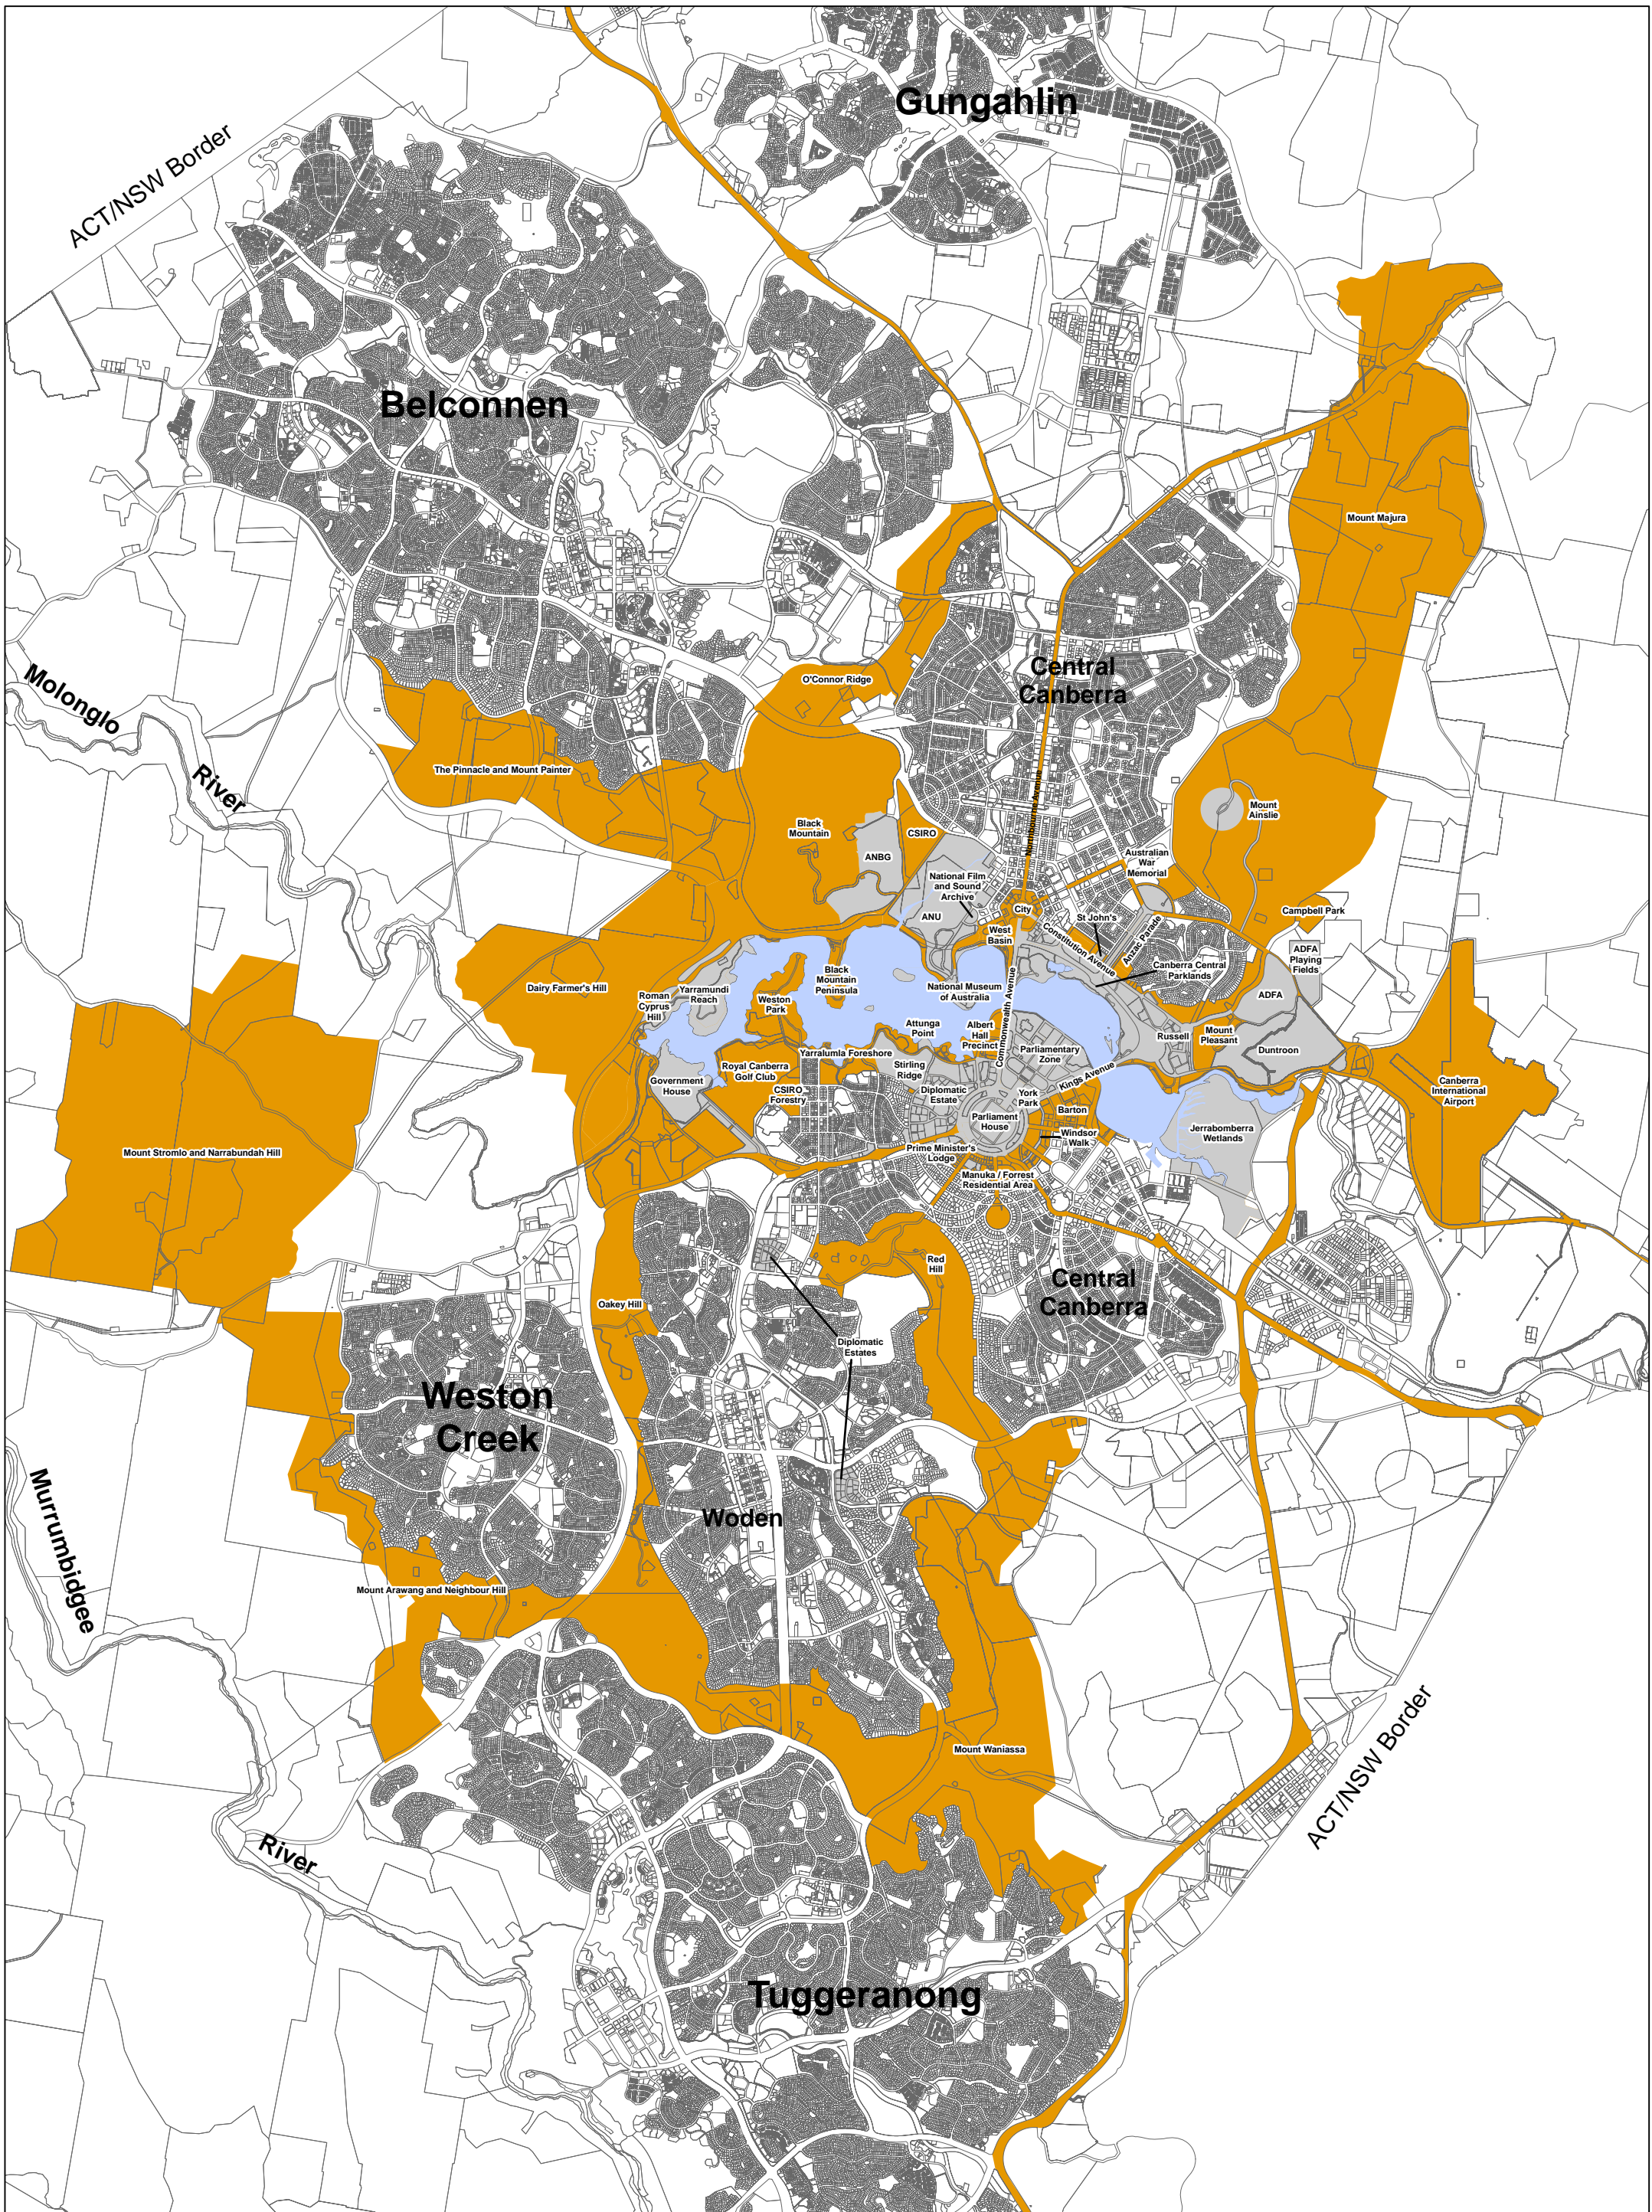 Gungahlin
ACT/NSW Border
Belconnen
Mount Majura
Molonglo
River
O'Connor Ridge
Central
Canberra
The Pinnacle and Mount Painter
Northbourne Avenue
Mount
Ainslie
Black
Mountain
CSIRO
ANBG
Australian
War
Memorial
National Film
and Sound
Archive
ANU
City
St John's
Campbell Park
West
Basin
Constitution Avenue
Anzac Parade
ADFA
Playing
Fields
Canberra Central
Parklands
Dairy Farmer's Hill
Roman
Cyprus
Hill
Yarramundi
Reach
Weston
Park
Black
Mountain
Peninsula
National Museum
of Australia
Commonwealth Avenue
ADFA
Attunga
Point
Albert
Hall
Precinct
Russell
Mount
Pleasant
Duntroon
Yarralumla Foreshore
Parliamentary
Zone
Royal Canberra
Golf Club
Stirling
Ridge
Kings Avenue
Government
House
CSIRO
Forestry
Diplomatic
Estate
York
Park
Barton
Canberra
International
Airport
Parliament
House
Windsor
Walk
Jerrabomberra
Wetlands
Mount Stromlo and Narrabundah Hill
Prime Minister's
Lodge
Manuka / Forrest
Residential Area
Red
Hill
Central
Canberra
Oakey Hill
Diplomatic
Estates
Weston
Creek
Murrumbidgee
Woden
Mount Arawang and Neighbour Hill
Mount Waniassa
ACT/NSW Border
River
Tuggeranong